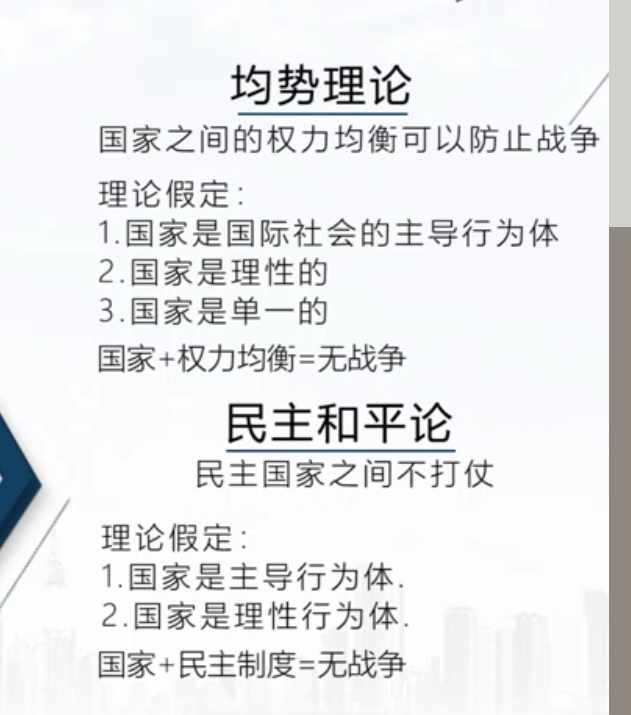 均势理论
国家之间的权力均衡可以防止战争
理论假定：
1.国家是国际社会的主导行为体
2.国家是理性的
3.国家是单一的
国家+权力均衡=无战争
民主和平论
民主国家之间不打仗
理论假定：
1.国家是主导行为体.
2.国家是理性行为体.
国家+民主制度=无战争